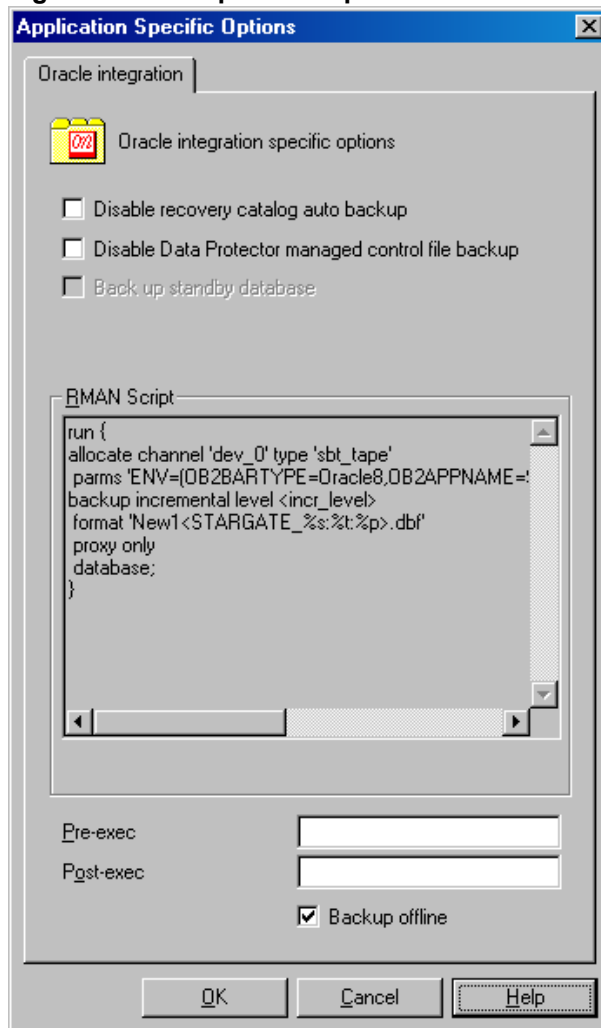 Application Specific Options
Oracle integration
Oracle integration specific options
Disable recovery catalog auto backup
Disable Data Protector managed control file backup
Back up standby database
RMAN Script
run {
allocate channel 'dev_0' type 'sbt_tape'
parms 'ENV=(OB2BARTYPE=Oracle8,OB2APPNAME=
backup incremental level <incr_level>
format 'New1<STARGATE_%s:%t:%p>.dbf'
proxy only
database;
}
Pre-exec
Post-exec
Backup offline
OK Cancel Help